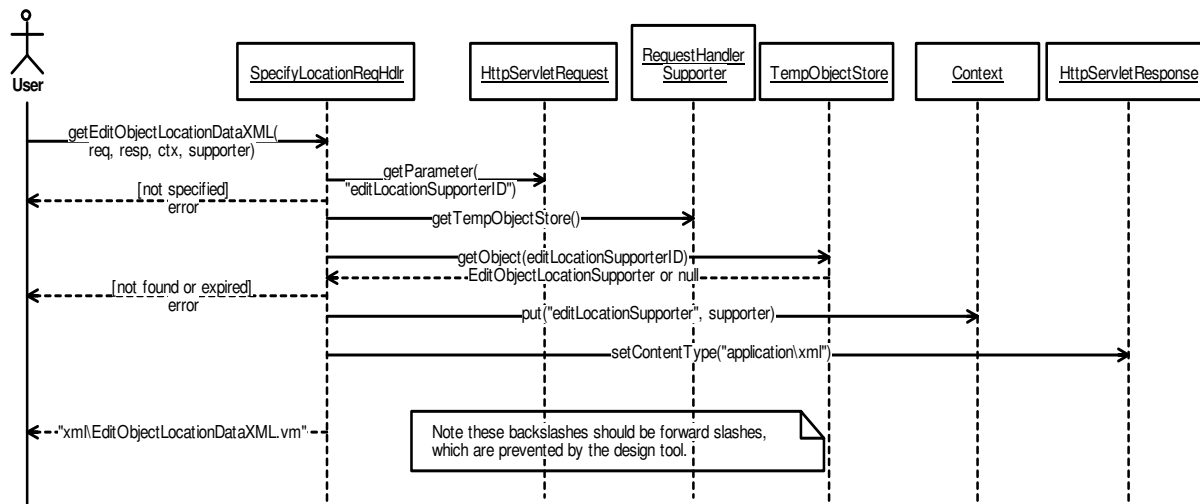 User
SpecifyLocationReqHdlr
HttpServletRequest
RequestHandler
Supporter
TempObjectStore
Context
HttpServletResponse
getEditObjectLocationDataXML(
req, resp, ctx, supporter)
getParameter(
"editLocationSupporterID")
[not specified]
error
getTempObjectStore()
getObject(editLocationSupporterID)
EditObjectLocationSupporter or null
[not found or expired]
error
put("editLocationSupporter", supporter)
setContentType("application\xml")
"xml\EditObjectLocationDataXML.vm"
Note these backslashes should be forward slashes,
which are prevented by the design tool.